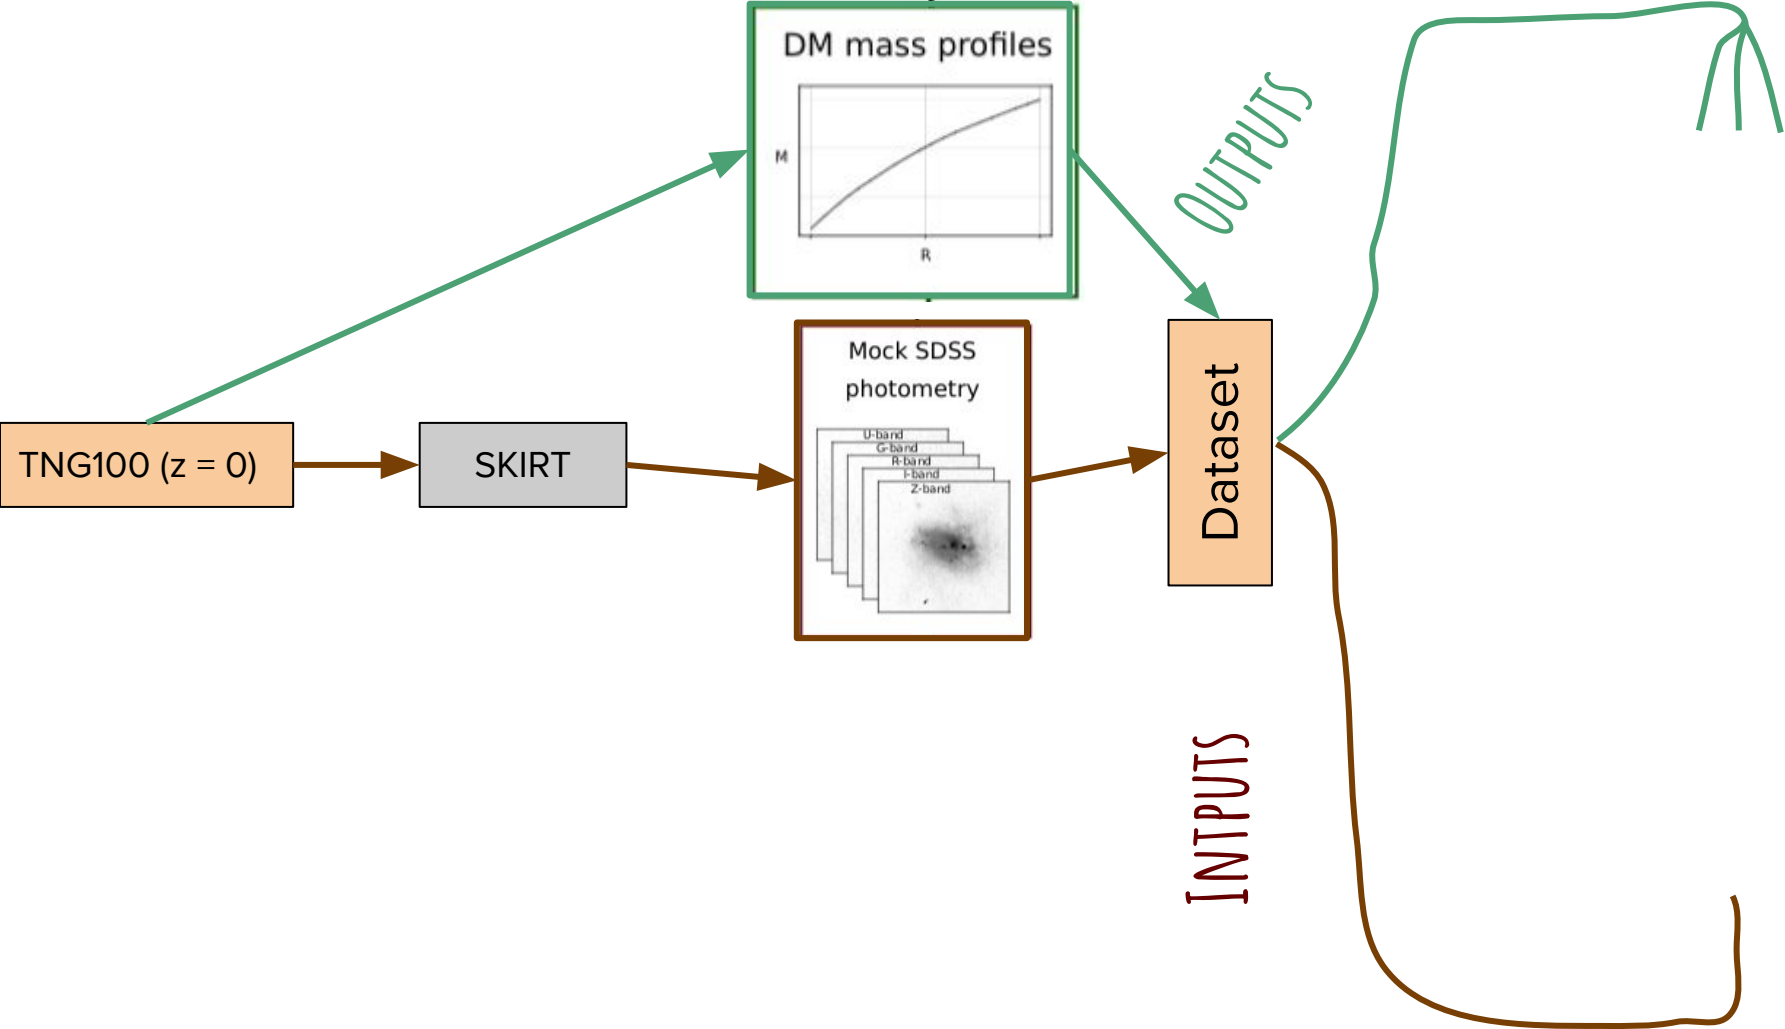 DM mass profiles
M
R
OUTPUTS
Mock SDSS
photometry
U-band
G-band
R-band
I-band
Z-band
TNG100 (z = 0)
SKIRT
Dataset
INTPUTS